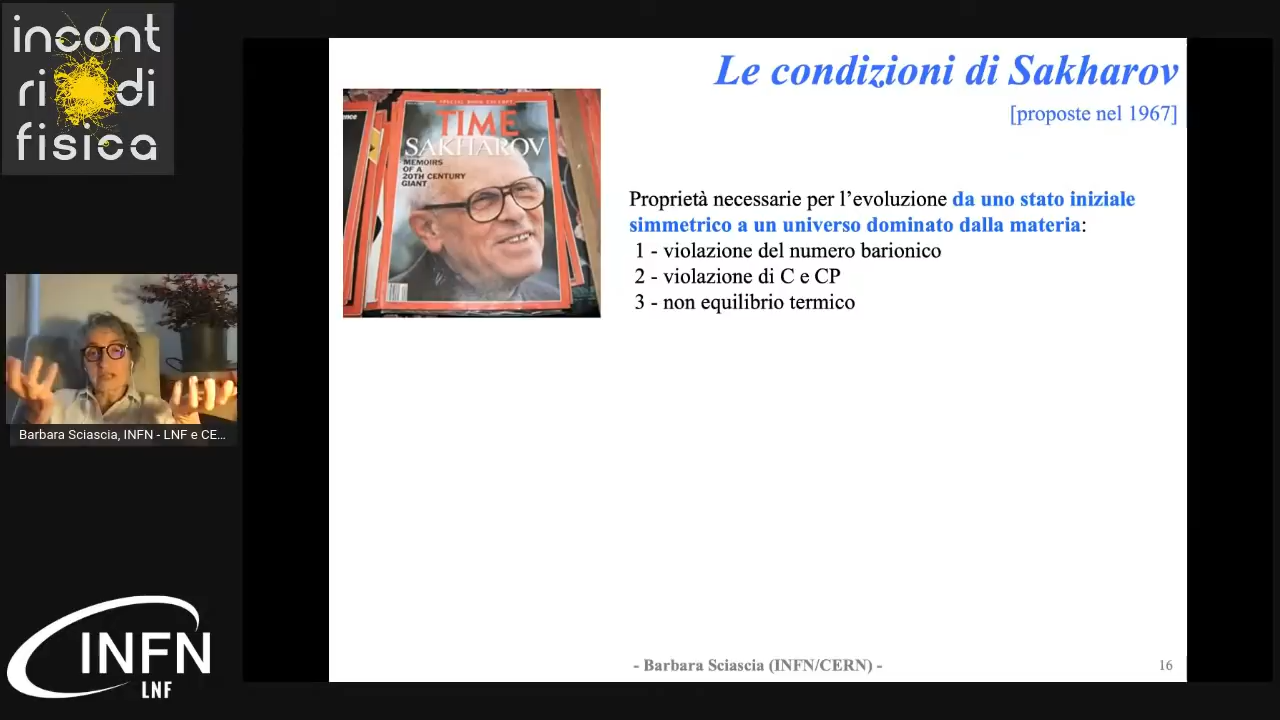 incont
ri di
fisica
Le condizioni di Sakharov
[proposte nel 1967]
SPECIAL BOOK EXCERPT
TIME
SAKHAROV
MEMOIRS
OF A
20TH CENTURY
GIANT
Proprietà necessarie per l’evoluzione da uno stato iniziale
simmetrico a un universo dominato dalla materia:
1 - violazione del numero barionico
2 - violazione di C e CP
3 - non equilibrio termico
Barbara Sciascia, INFN - LNF e CE...
INFN
LNF
- Barbara Sciascia (INFN/CERN) -
16